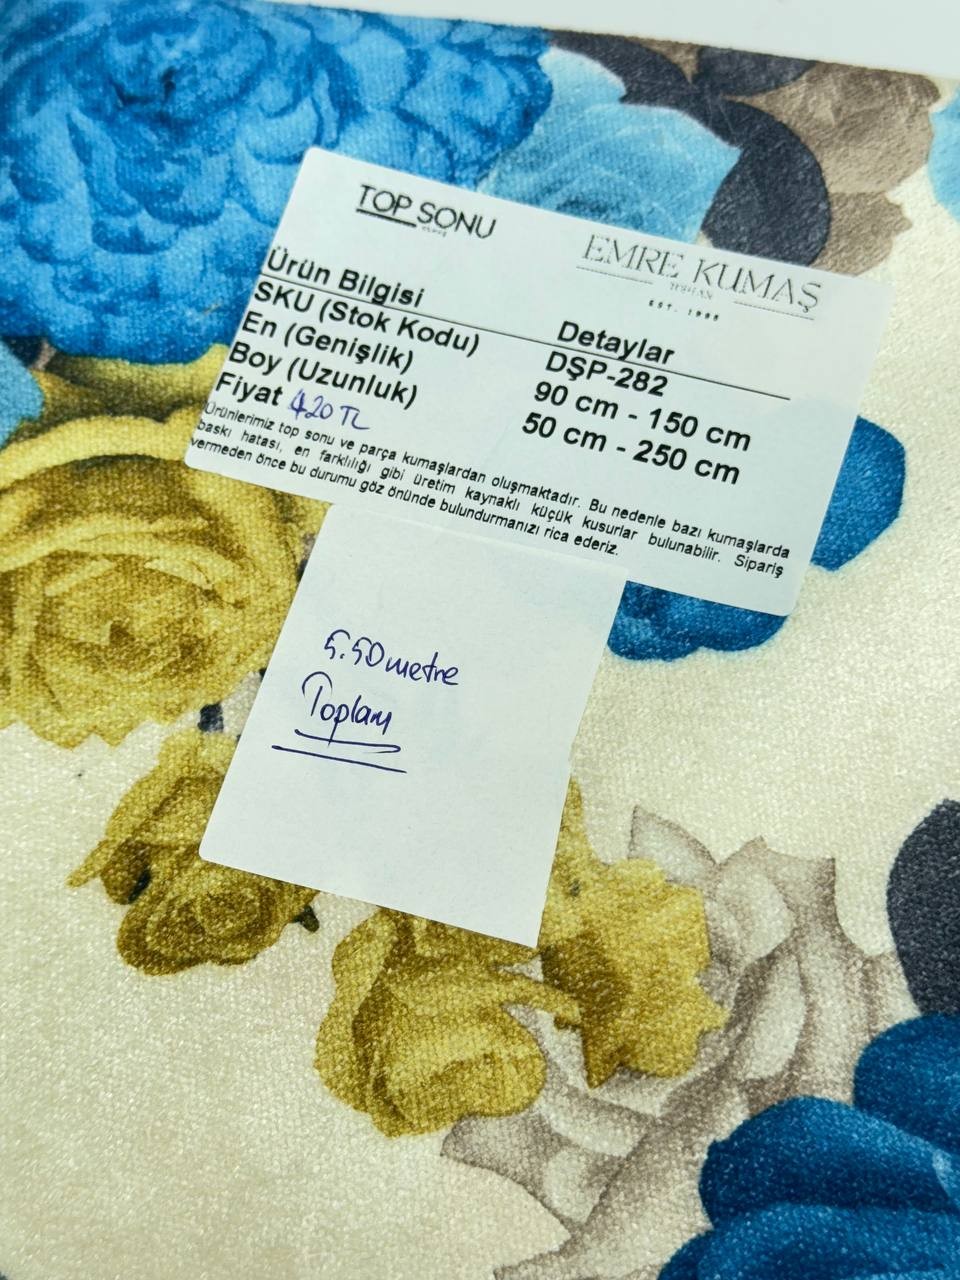 TOP SONU
EMRE KUMAŞ
TOPTAN
EST. 1995
Ürün Bilgisi Detaylar
SKU (Stok Kodu) DŞP-282
En (Genişlik) 90 cm - 150 cm
Boy (Uzunluk) 50 cm - 250 cm
Fiyat 420 TL
Ürünlerimiz top sonu ve parça kumaşlardan oluşmaktadır. Bu nedenle bazı kumaşlarda
baskı hatası, en farklılığı gibi üretim kaynaklı küçük kusurlar bulunabilir. Sipariş
vermeden önce bu durumu göz önünde bulundurmanızı rica ederiz.
5.50 metre
Toplam